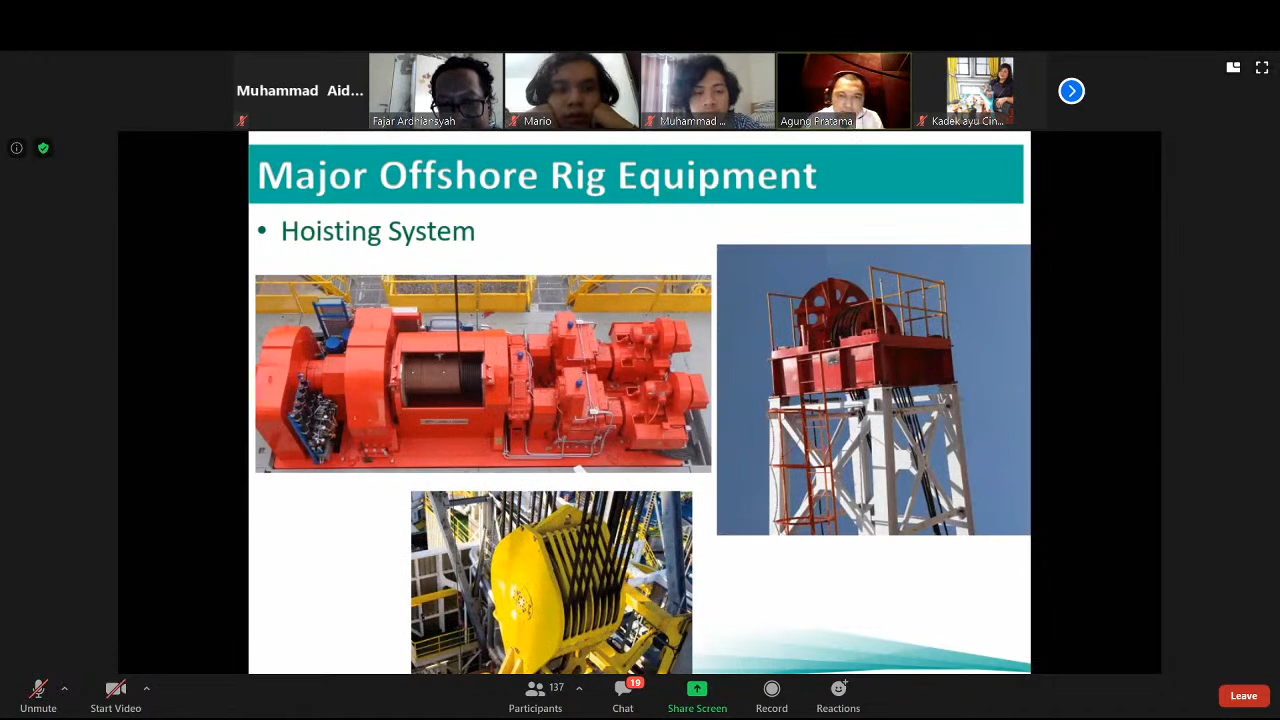 Muhammad Aid...
Fajar Ardhiansyah
Mario
Muhammad ...
Agung Pratama
Kadek ayu Cin...
Major Offshore Rig Equipment
• Hoisting System
Unmute
Start Video
137
Participants
19
Chat
Share Screen
Record
Reactions
Leave